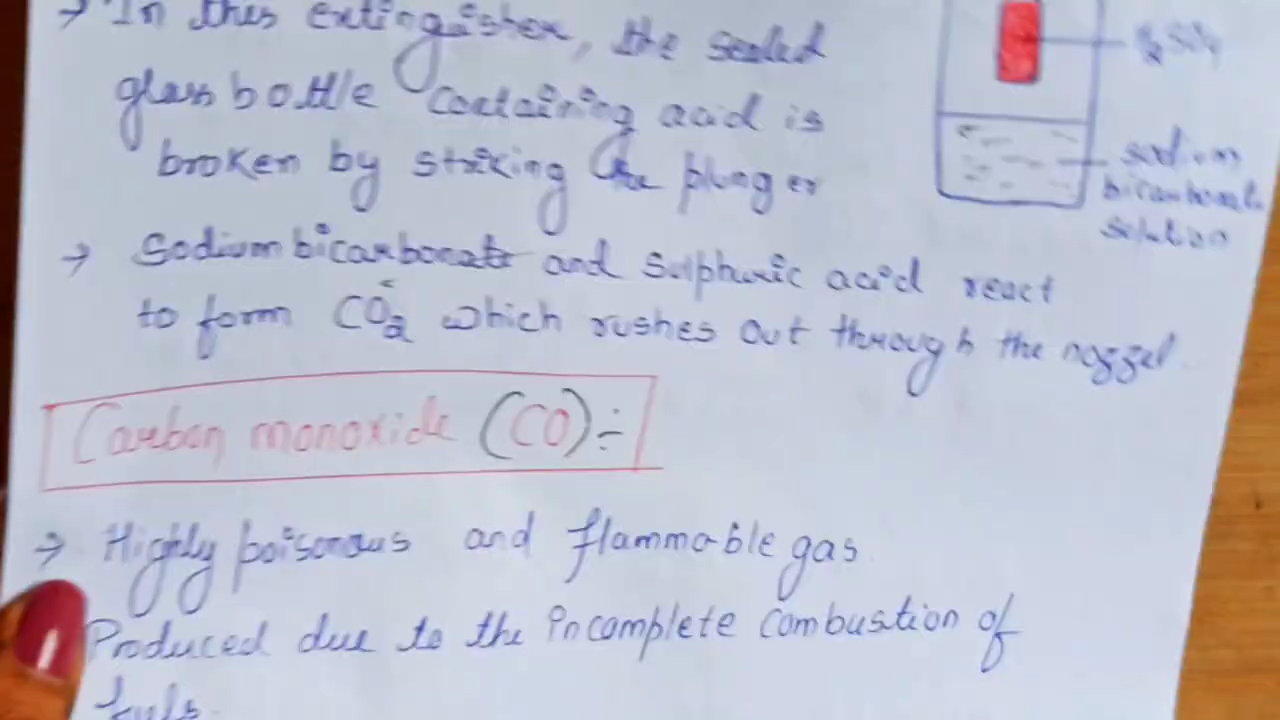 → In this extinguisher, the sealed
glass bottle containing acid is
broken by striking the plunger
H₂SO₄
sodium
bicarbonate
solution
→ Sodium bicarbonate and Sulphuric acid react
to form CO₂ which rushes out through the nozzel.
Carbon monoxide (CO):-
→ Highly poisonous and flammable gas.
Produced due to the incomplete combustion of
fuels.